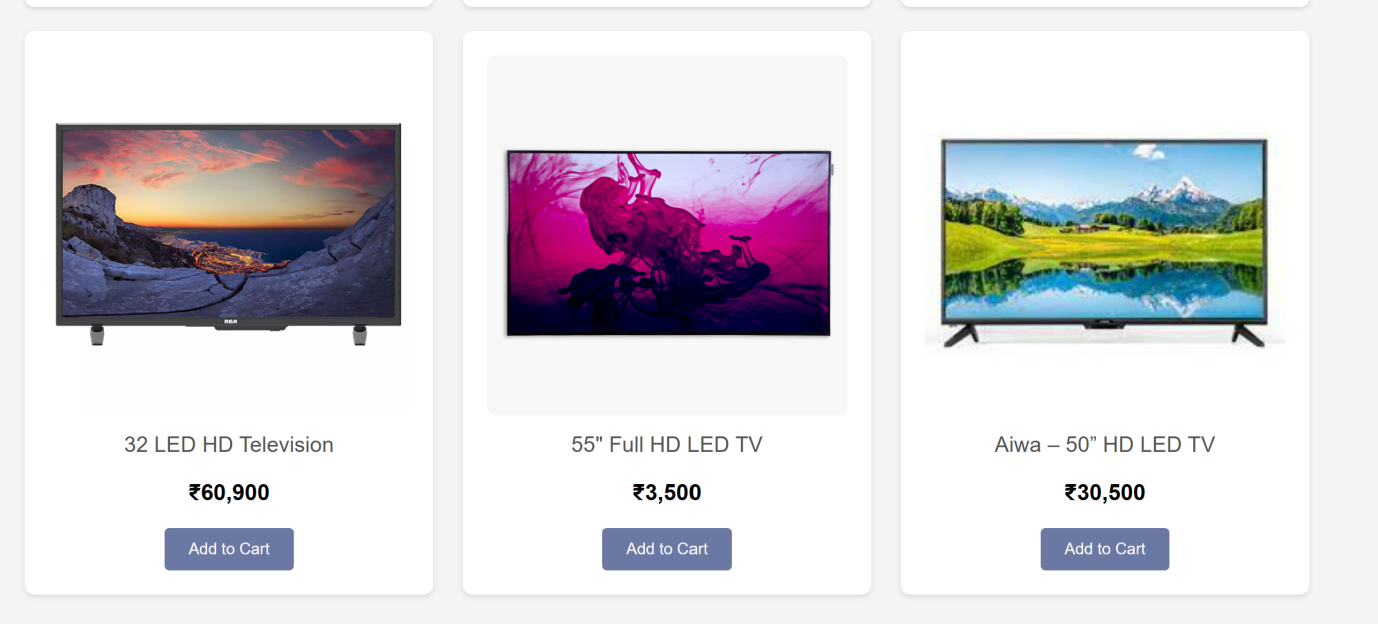 RCA
32 LED HD Television
₹60,900
Add to Cart
55" Full HD LED TV
₹3,500
Add to Cart
Aiwa – 50” HD LED TV
₹30,500
Add to Cart